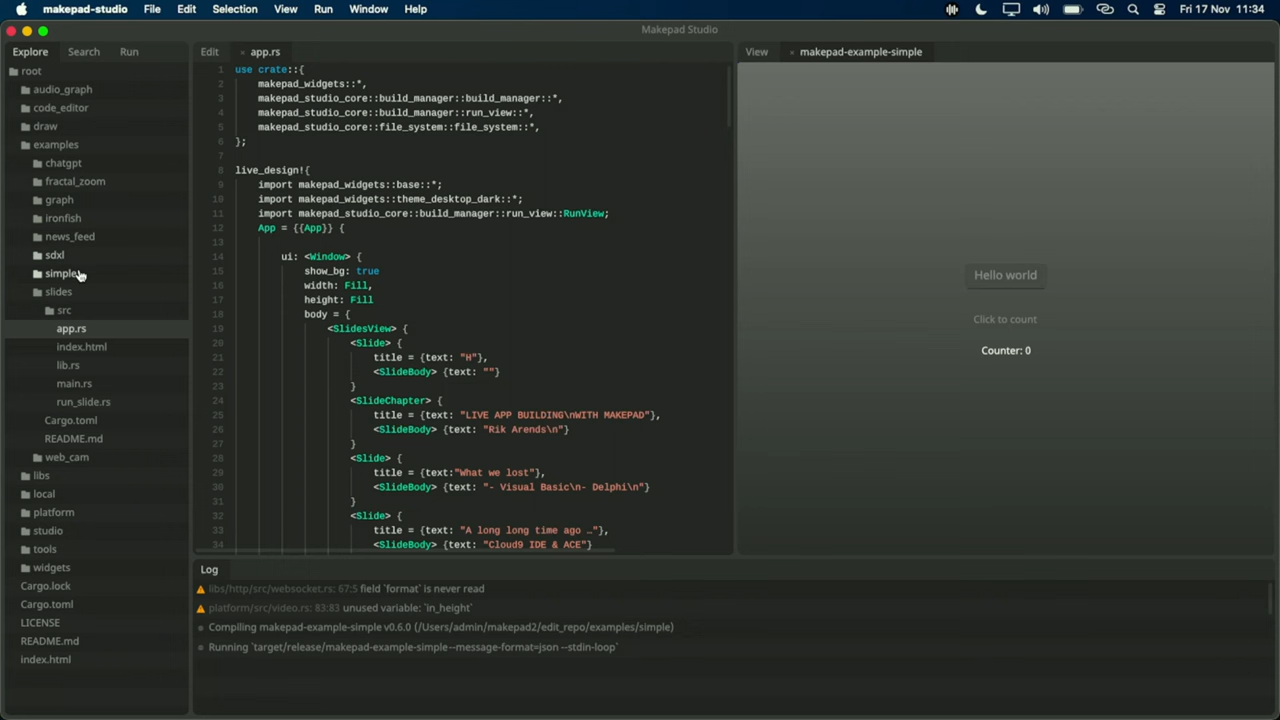 makepad-studio File Edit Selection View Run Window Help Fri 17 Nov 11:34
Makepad Studio
Explore Search Run
root
audio_graph
code_editor
draw
examples
chatgpt
fractal_zoom
graph
ironfish
news_feed
sdxl
simple
slides
src
app.rs
index.html
lib.rs
main.rs
run_slide.rs
Cargo.toml
README.md
web_cam
libs
local
platform
studio
tools
widgets
Cargo.lock
Cargo.toml
LICENSE
README.md
index.html
Edit × app.rs
1 use crate::{
2 makepad_widgets::*,
3 makepad_studio_core::build_manager::build_manager::*,
4 makepad_studio_core::build_manager::run_view::*,
5 makepad_studio_core::file_system::file_system::*,
6 };
7
8 live_design!{
9 import makepad_widgets::base::*;
10 import makepad_widgets::theme_desktop_dark::*;
11 import makepad_studio_core::build_manager::run_view::RunView;
12 App = {{App}} {
13
14 ui: <Window> {
15 show_bg: true
16 width: Fill,
17 height: Fill
18 body = {
19 <SlidesView> {
20 <Slide> {
21 title = {text: "H"},
22 <SlideBody> {text: ""}
23 }
24 <SlideChapter> {
25 title = {text: "LIVE APP BUILDING\nWITH MAKEPAD"},
26 <SlideBody> {text: "Rik Arends\n"}
27 }
28 <Slide> {
29 title = {text:"What we lost"},
30 <SlideBody> {text: "- Visual Basic\n- Delphi\n"}
31 }
32 <Slide> {
33 title = {text: "A long long time ago …"},
34 <SlideBody> {text: "Cloud9 IDE & ACE"}
View × makepad-example-simple
Hello world
Click to count
Counter: 0
Log
libs/http/src/websocket.rs: 67:5 field `format` is never read
platform/src/video.rs: 83:83 unused variable: `in_height`
Compiling makepad-example-simple v0.6.0 (/Users/admin/makepad2/edit_repo/examples/simple)
Running `target/release/makepad-example-simple--message-format=json --stdin-loop`